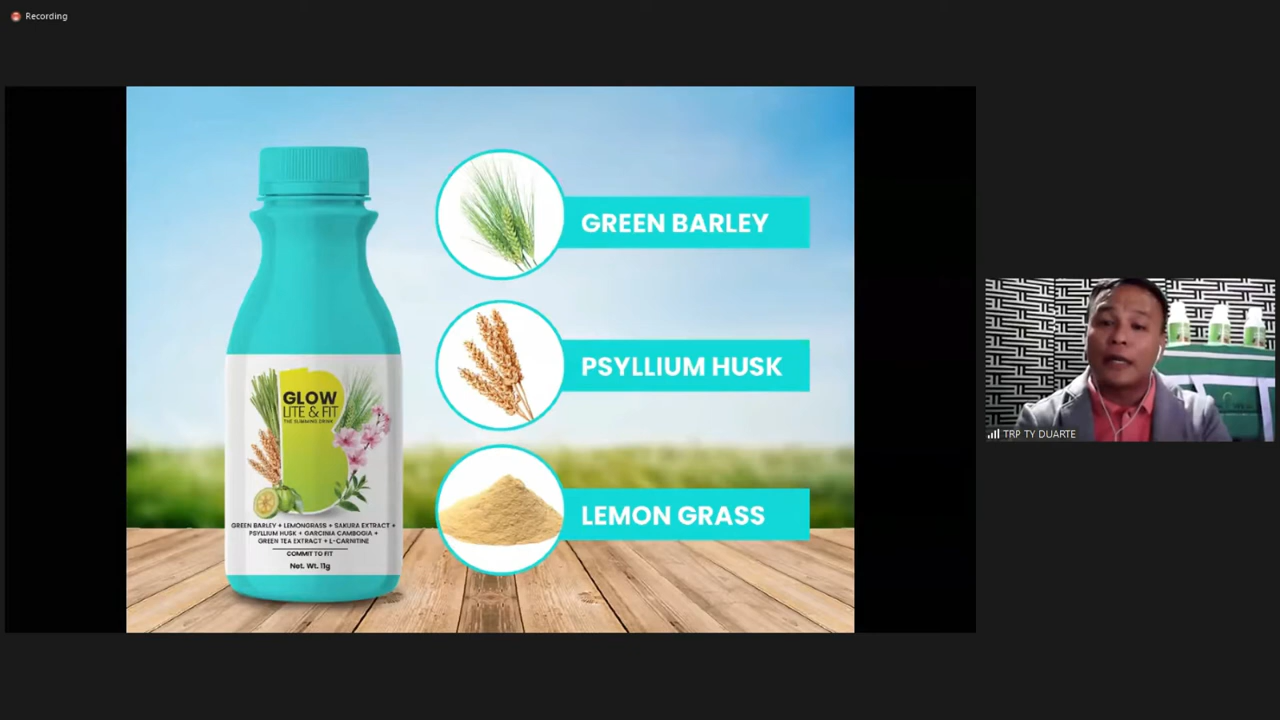 Recording
GREEN BARLEY
PSYLLIUM HUSK
LEMON GRASS
GLOW
LITE & FIT
THE SLIMMING DRINK
GREEN BARLEY + LEMONGRASS + SAKURA EXTRACT +
PSYLLIUM HUSK + GARCINIA CAMBOGIA +
GREEN TEA EXTRACT + L-CARNITINE
COMMIT TO FIT
Net. Wt. 11g
TRP TY DUARTE